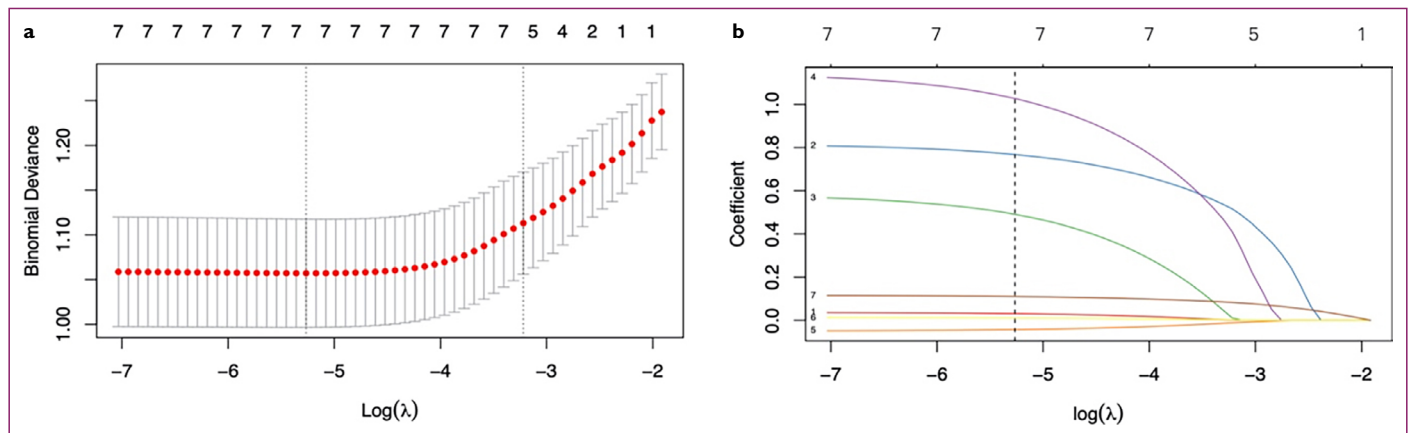 a
7 7 7 7 7 7 7 7 7 7 7 7 7 7 5 4 2 1 1
Binomial Deviance
1.20
1.10
1.00
−7 −6 −5 −4 −3 −2
Log(λ)
b
7 7 7 7 5 1
Coefficient
1.0
0.8
0.6
0.4
0.2
0.0
4
2
3
7
1
6
5
−7 −6 −5 −4 −3 −2
log(λ)